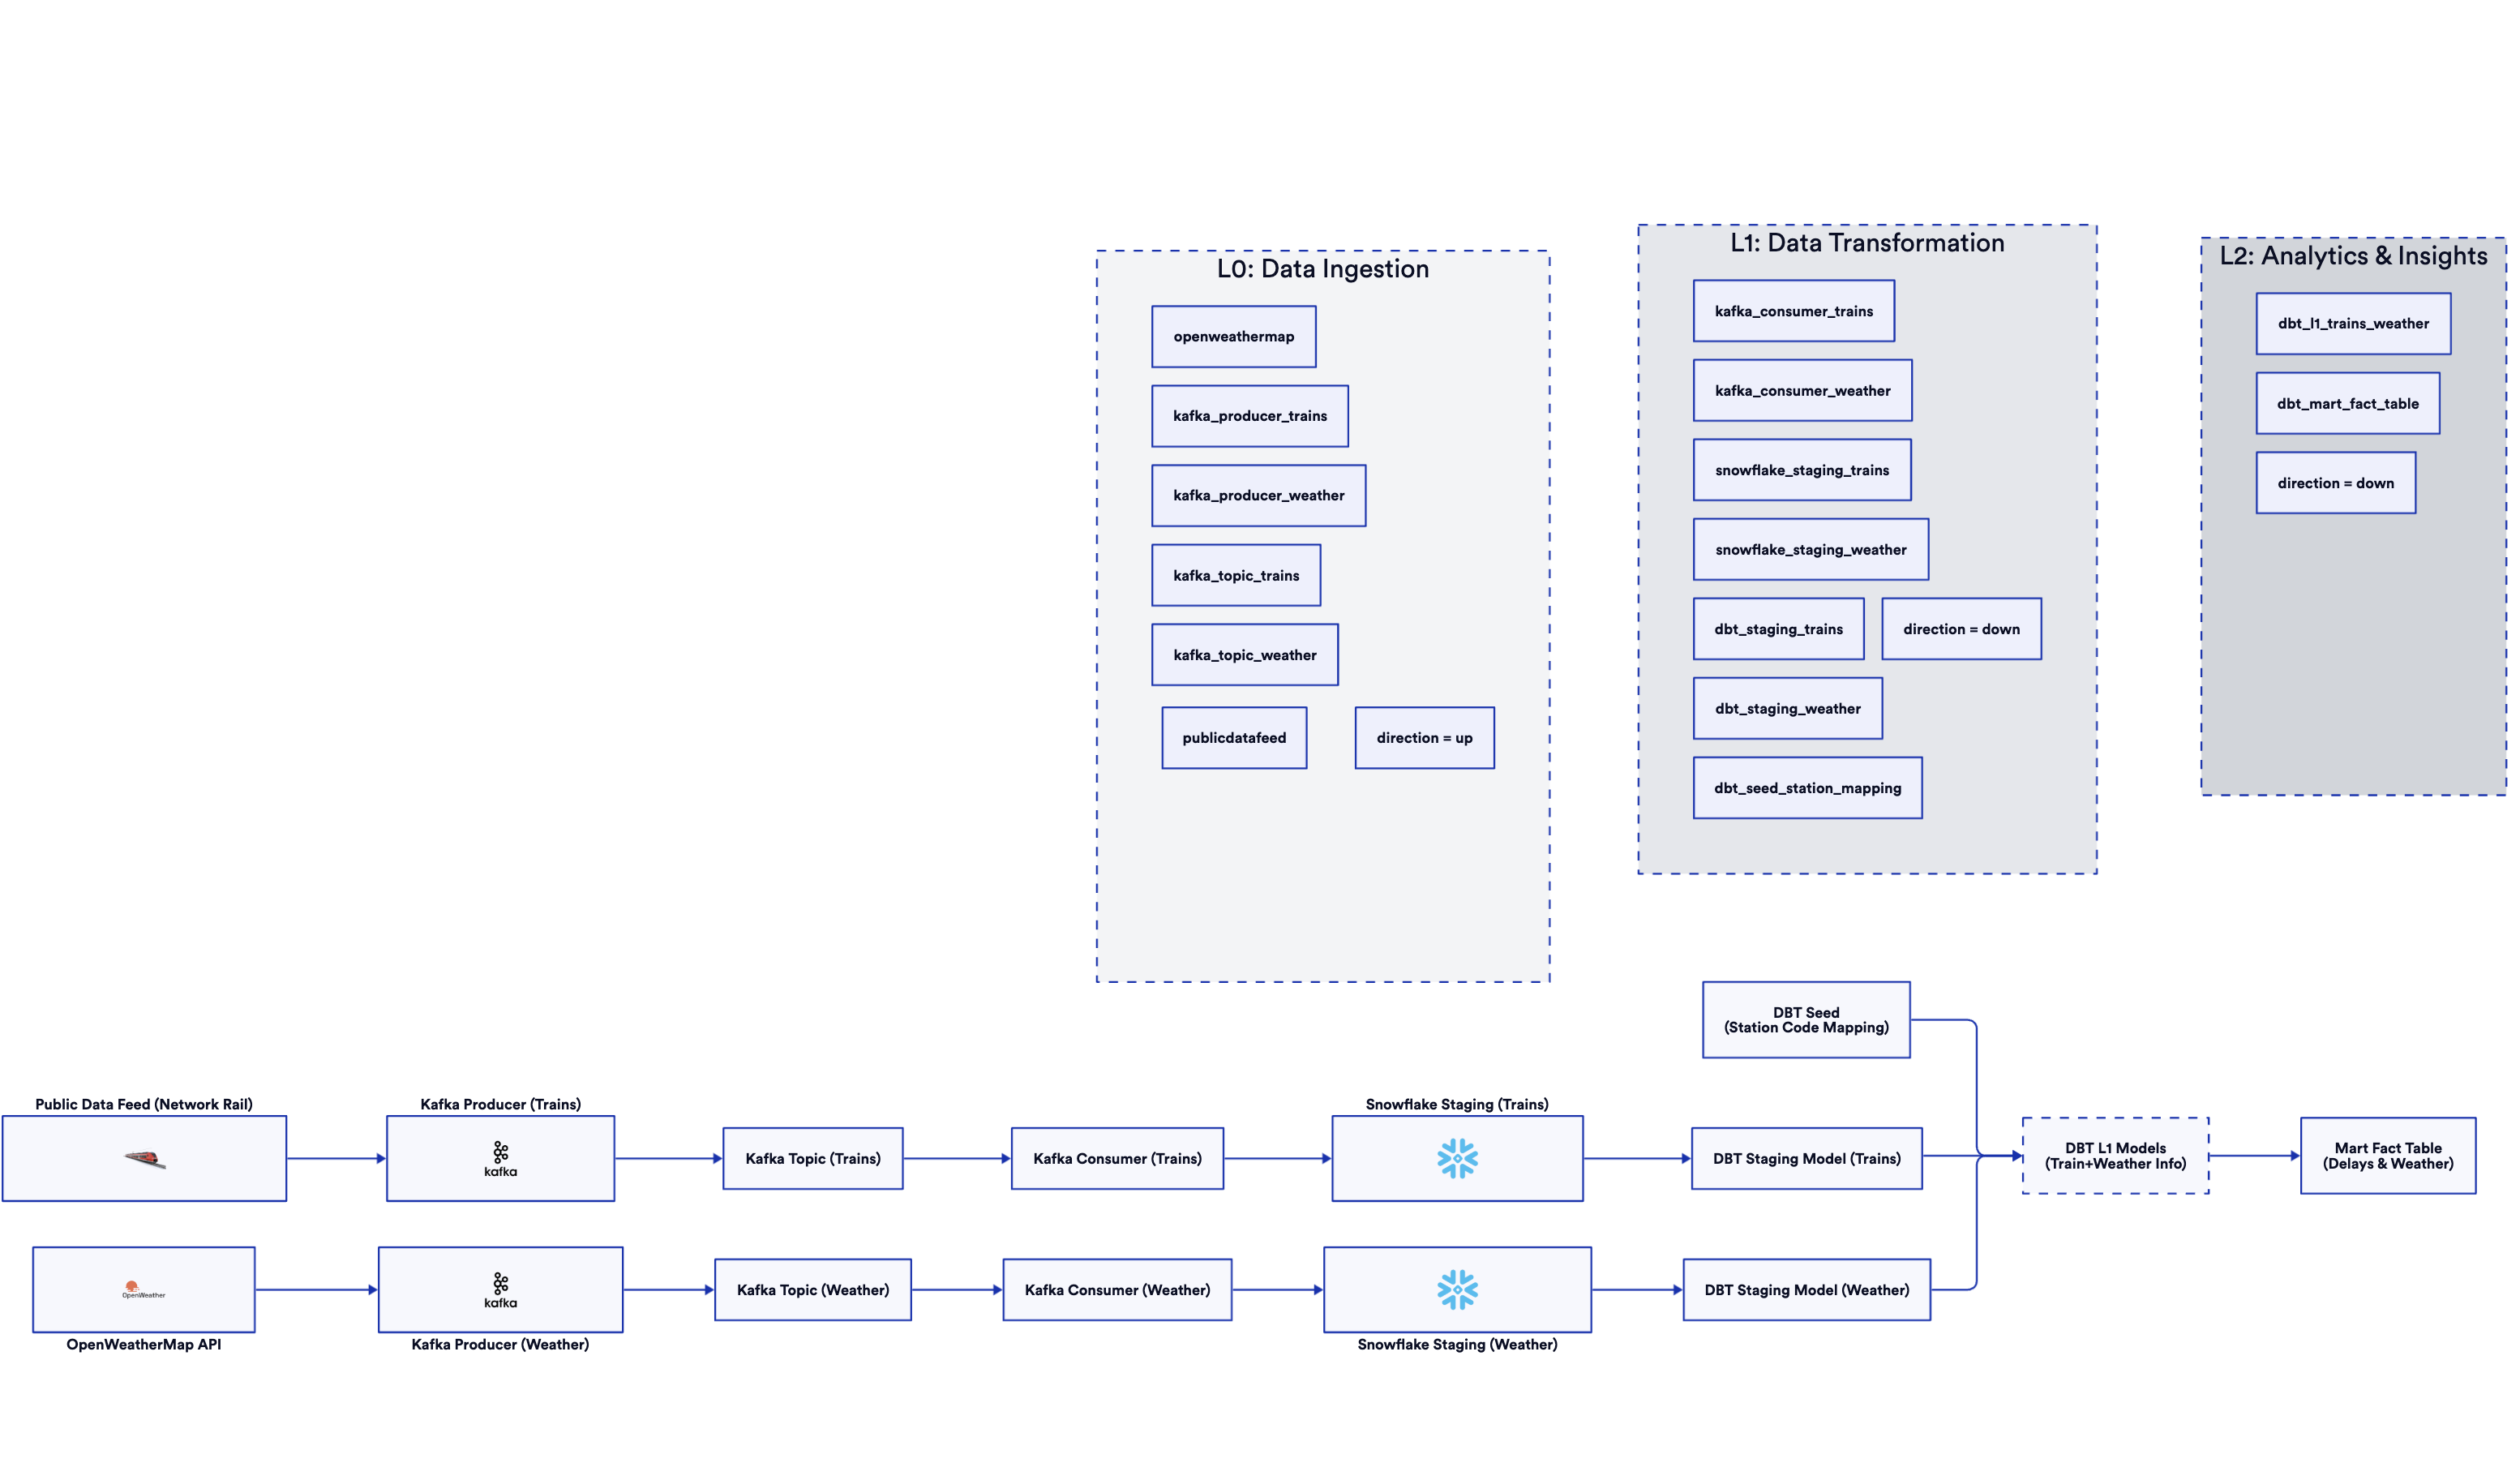 L0: Data Ingestion
openweathermap
kafka_producer_trains
kafka_producer_weather
kafka_topic_trains
kafka_topic_weather
publicdatafeed
direction = up
L1: Data Transformation
kafka_consumer_trains
kafka_consumer_weather
snowflake_staging_trains
snowflake_staging_weather
dbt_staging_trains
direction = down
dbt_staging_weather
dbt_seed_station_mapping
L2: Analytics & Insights
dbt_l1_trains_weather
dbt_mart_fact_table
direction = down
DBT Seed
(Station Code Mapping)
Public Data Feed (Network Rail)
Kafka Producer (Trains)
kafka
Kafka Topic (Trains)
Kafka Consumer (Trains)
Snowflake Staging (Trains)
DBT Staging Model (Trains)
DBT L1 Models
(Train+Weather Info)
Mart Fact Table
(Delays & Weather)
OpenWeather
OpenWeatherMap API
kafka
Kafka Producer (Weather)
Kafka Topic (Weather)
Kafka Consumer (Weather)
Snowflake Staging (Weather)
DBT Staging Model (Weather)